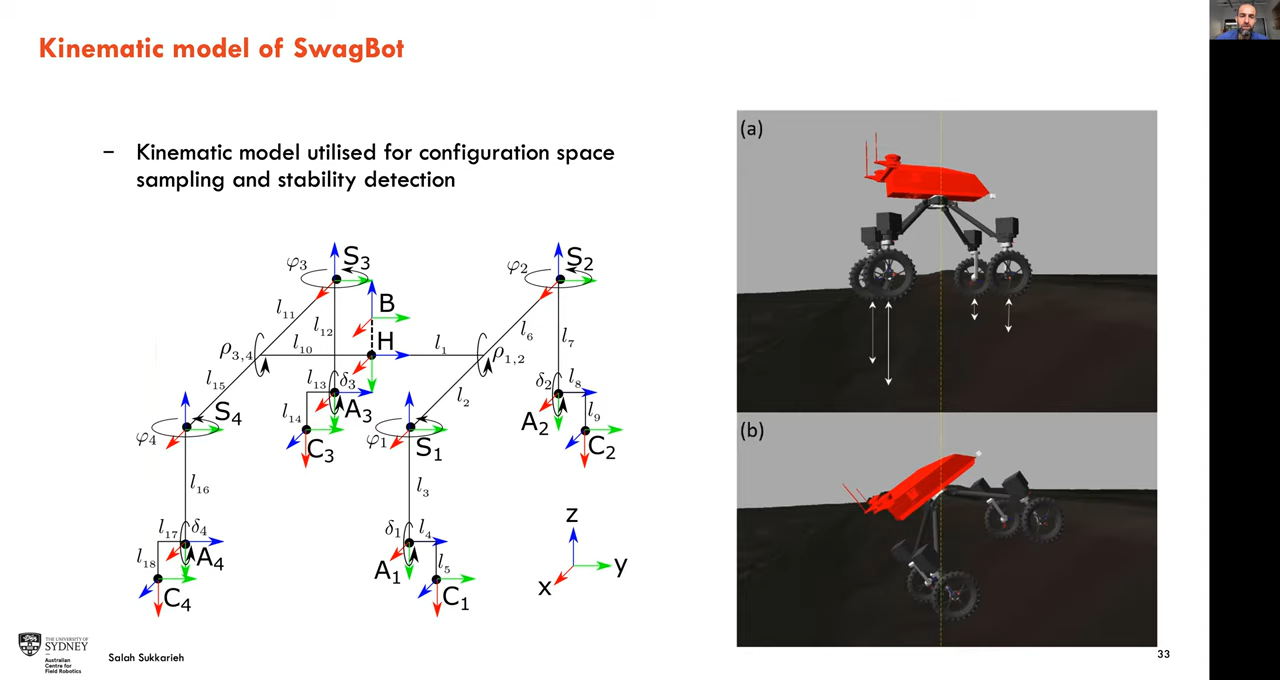 Kinematic model of SwagBot
– Kinematic model utilised for configuration space
sampling and stability detection
φ3
S3
φ2
S2
B
l11
l12
l6
l7
H
ρ3,4
l10
l1
ρ1,2
l15
l13
δ3
δ2
l8
l2
l14
A3
A2
l9
S4
φ4
C3
φ1
S1
C2
l16
l3
z
l17
δ4
δ1
l4
l18
A4
A1
l5
y
x
C4
C1
(a)
(b)
THE UNIVERSITY OF
SYDNEY
Australian
Centre for
Field Robotics
Salah Sukkarieh
33